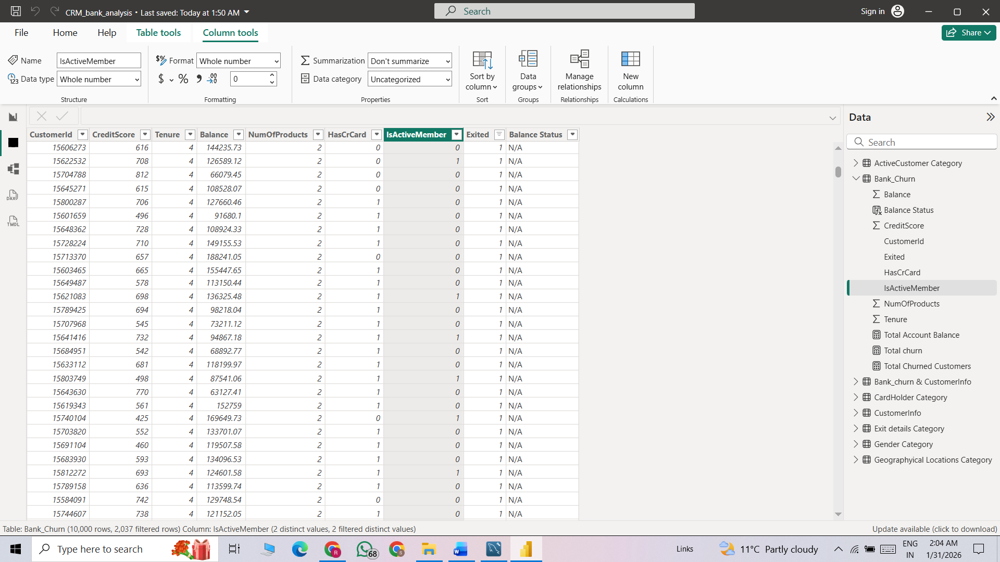 CRM_bank_analysis • Last saved: Today at 1:50 AM
Search
Sign in
File Home Help Table tools Column tools
Share
Name IsActiveMember
Data type Whole number
Structure
Format Whole number
$ % 0
Formatting
Summarization Don't summarize
Data category Uncategorized
Properties
Sort by column
Sort
Data groups
Groups
Manage relationships
Relationships
New column
Calculations
CustomerId CreditScore Tenure Balance NumOfProducts HasCrCard IsActiveMember Exited Balance Status
15606273 616 4 144235.73 2 0 0 1 N/A
15622532 708 4 126589.12 2 0 1 1 N/A
15704788 812 4 66079.45 2 0 0 1 N/A
15645271 615 4 108528.07 2 0 0 1 N/A
15800287 706 4 127660.46 2 1 0 1 N/A
15601659 496 4 91680.1 2 1 0 1 N/A
15648362 728 4 108924.33 2 1 0 1 N/A
15728224 710 4 149155.53 2 1 0 1 N/A
15713370 657 4 188241.05 2 0 0 1 N/A
15603465 665 4 155447.65 2 1 0 1 N/A
15649487 578 4 113150.44 2 1 0 1 N/A
15621083 698 4 136325.48 2 1 1 1 N/A
15789425 694 4 98218.04 2 1 0 1 N/A
15707968 545 4 73211.12 2 1 0 1 N/A
15641416 732 4 94867.18 2 1 1 1 N/A
15684951 542 4 68892.77 2 1 0 1 N/A
15633112 681 4 118199.97 2 1 0 1 N/A
15803749 498 4 87541.06 2 1 1 1 N/A
15643630 770 4 63127.41 2 1 0 1 N/A
15619343 561 4 152759 2 1 0 1 N/A
15740104 425 4 169649.73 2 0 1 1 N/A
15703820 552 4 133701.07 2 1 0 1 N/A
15691104 460 4 119507.58 2 1 0 1 N/A
15683930 593 4 134096.53 2 1 0 1 N/A
15812272 693 4 124601.58 2 1 1 1 N/A
15789158 636 4 113599.74 2 1 0 1 N/A
15584091 742 4 129748.54 2 0 0 1 N/A
15744607 738 4 121152.05 2 1 0 1 N/A
DAX
TMDL
Data
Search
ActiveCustomer Category
Bank_Churn
Balance
Balance Status
CreditScore
CustomerId
Exited
HasCrCard
IsActiveMember
NumOfProducts
Tenure
Total Account Balance
Total churn
Total Churned Customers
Bank_churn & CustomerInfo
CardHolder Category
CustomerInfo
Exit details Category
Gender Category
Geographyical Locations Category
Table: Bank_Churn (10,000 rows, 2,037 filtered rows) Column: IsActiveMember (2 distinct values, 2 filtered distinct values)
Update available (click to download)
Type here to search
68
Links
11°C Partly cloudy
ENG
IN
2:04 AM
1/31/2026